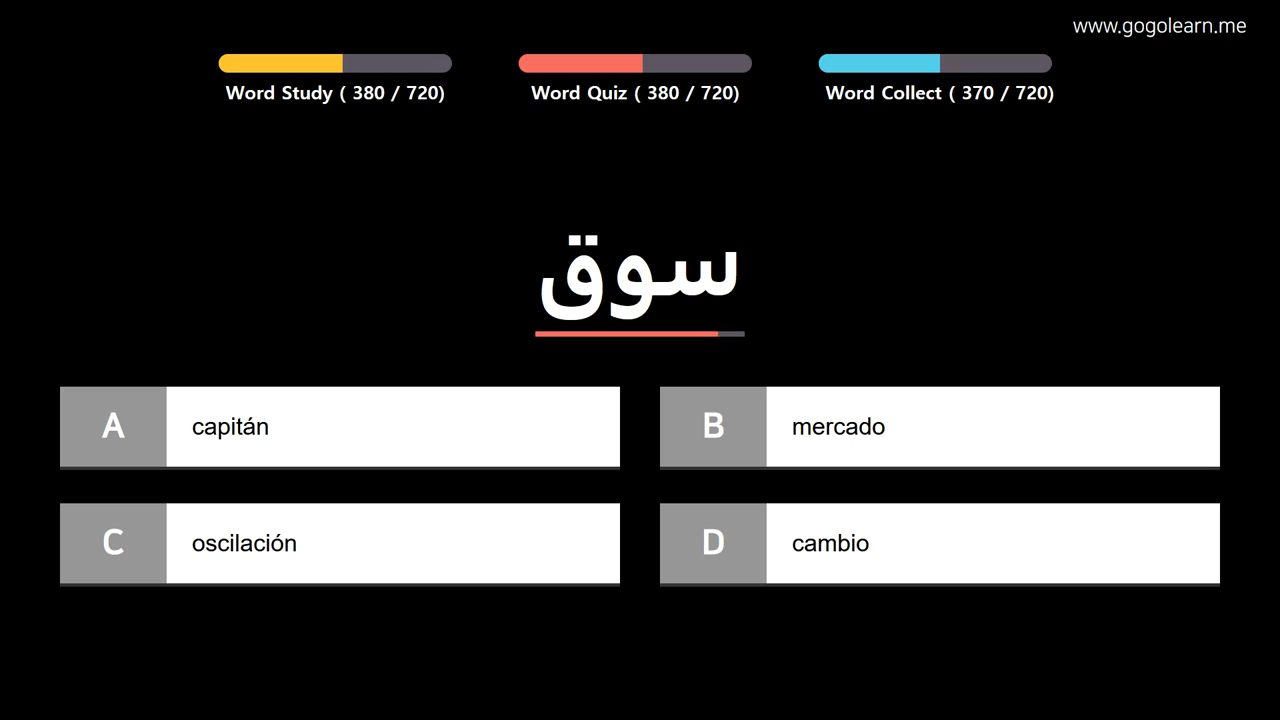 www.gogolearn.me
Word Study ( 380 / 720)
Word Quiz ( 380 / 720)
Word Collect ( 370 / 720)
سوق
A capitán
B mercado
C oscilación
D cambio